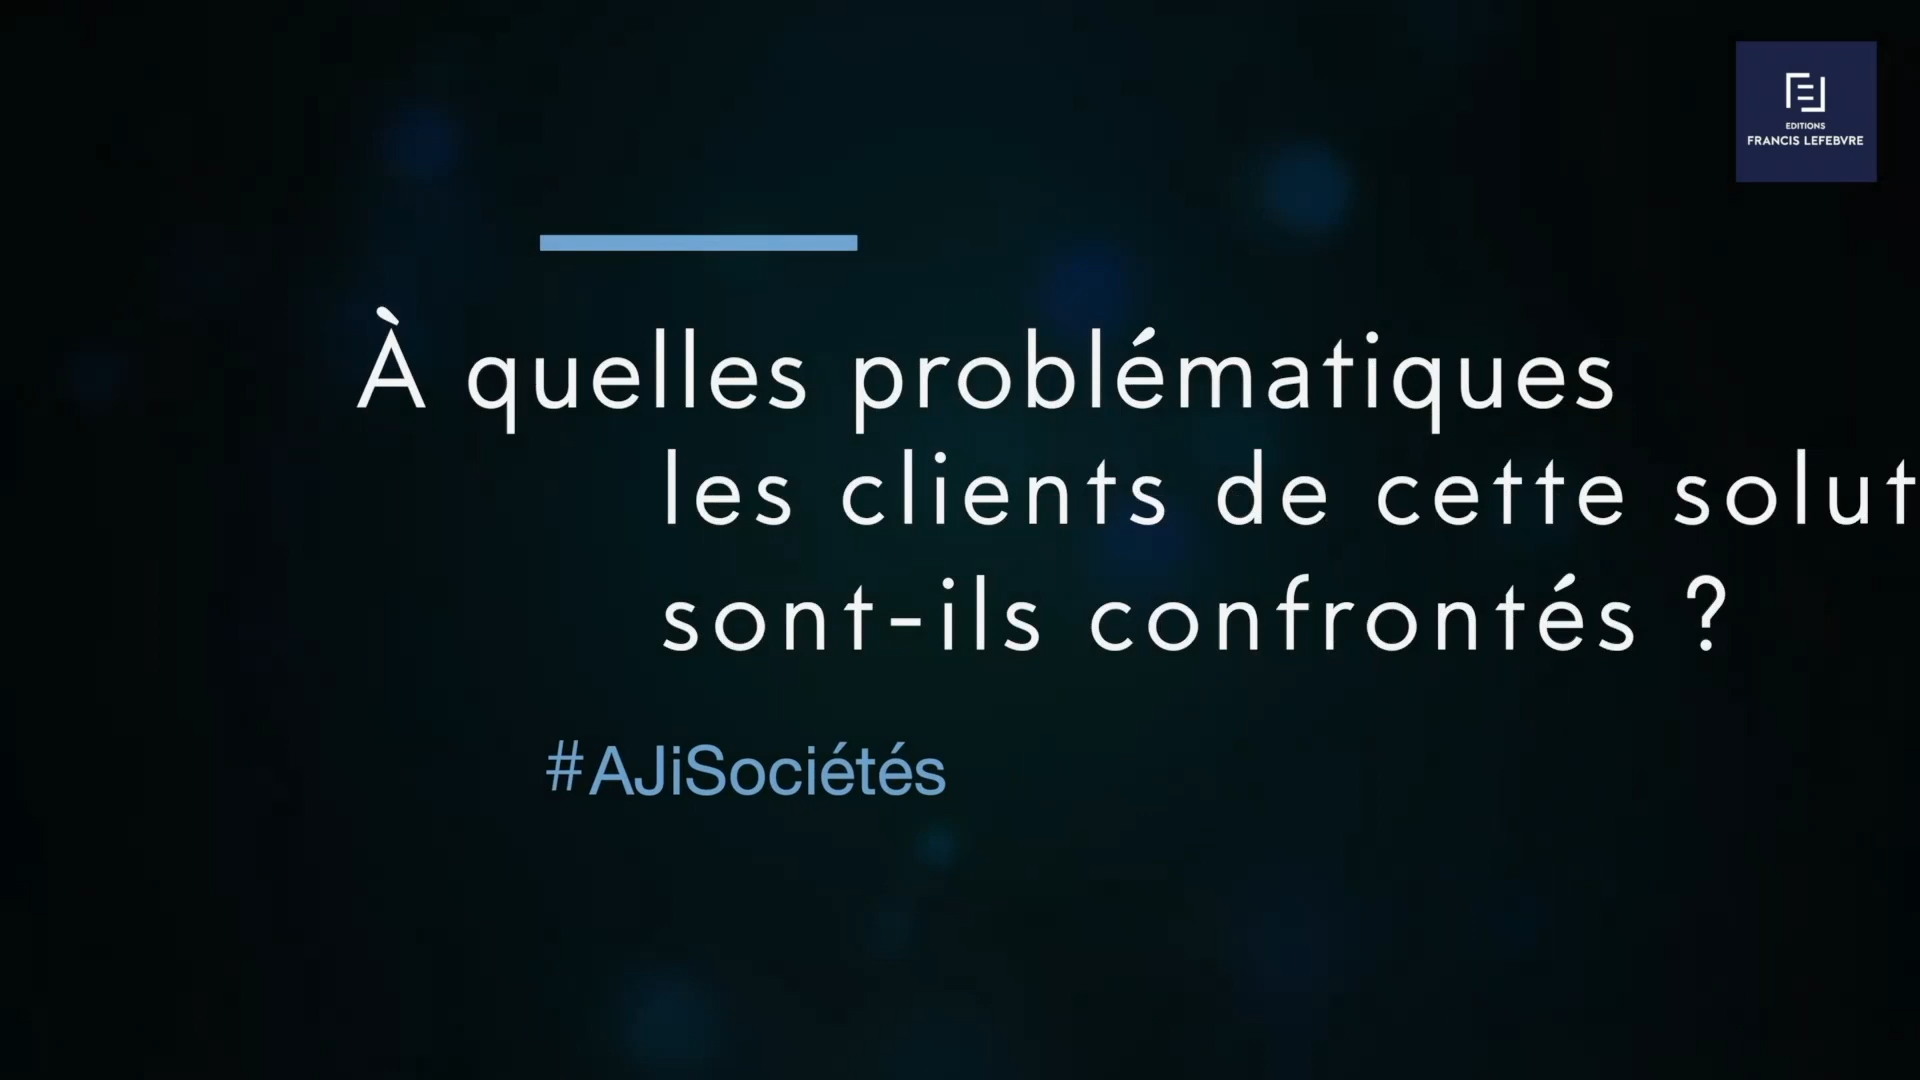 EDITIONS
FRANCIS LEFEBVRE
À quelles problématiques
les clients de cette solut
sont-ils confrontés ?
#AJiSociétés